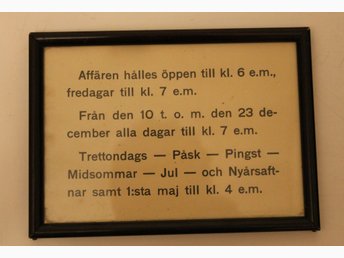 Affären hålles öppen till kl. 6 e.m.,
fredagar till kl. 7 e.m.
Från den 10 t. o. m. den 23 de-
cember alla dagar till kl. 7 e.m.
Trettondags — Påsk — Pingst —
Midsommar — Jul — och Nyårsaft-
nar samt 1:sta maj till kl. 4 e.m.